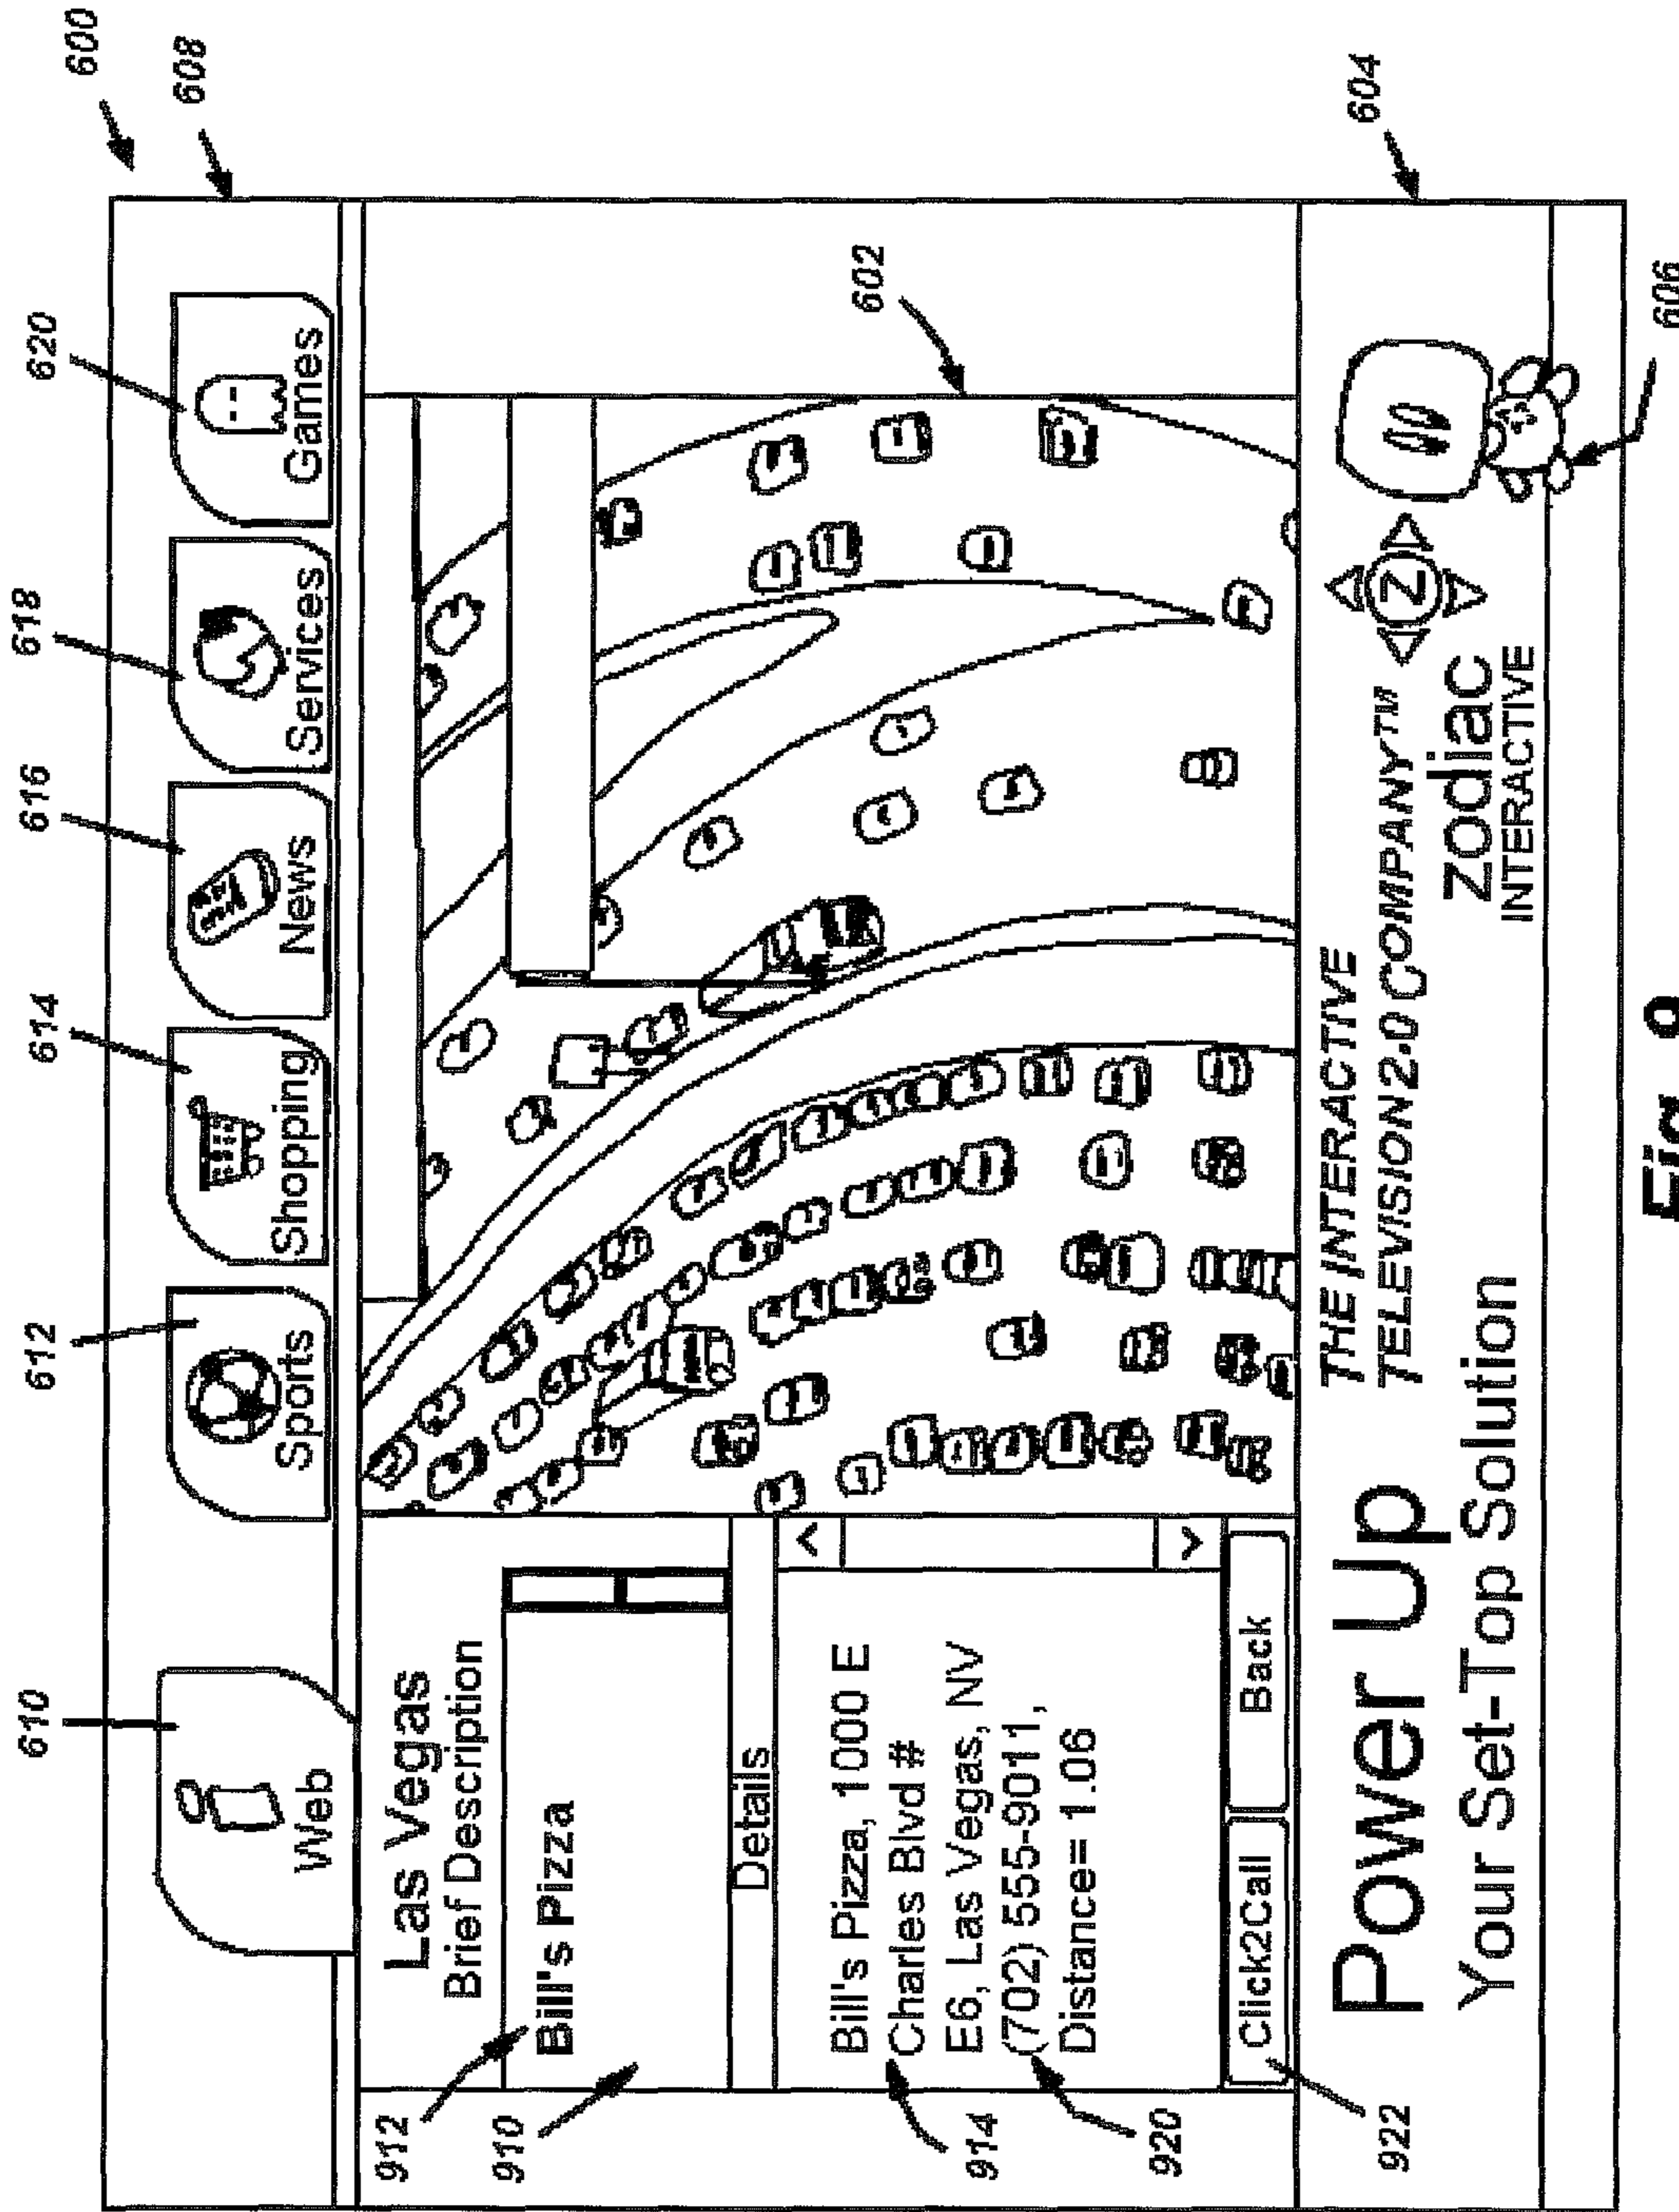 600
608
610
612
614
616
618
620
Web
Sports
Shopping
News
Services
Games
Las Vegas
Brief Description
912
Bill's Pizza
910
Details
Bill's Pizza, 1000 E
914
Charles Blvd #
E6, Las Vegas, NV
920
(702) 555-9011,
Distance= 1.06
922
Click2Call
Back
602
604
Power Up
Your Set-Top Solution
THE INTERACTIVE
TELEVISION 2.0 COMPANY™
Z
zodiac
INTERACTIVE
606